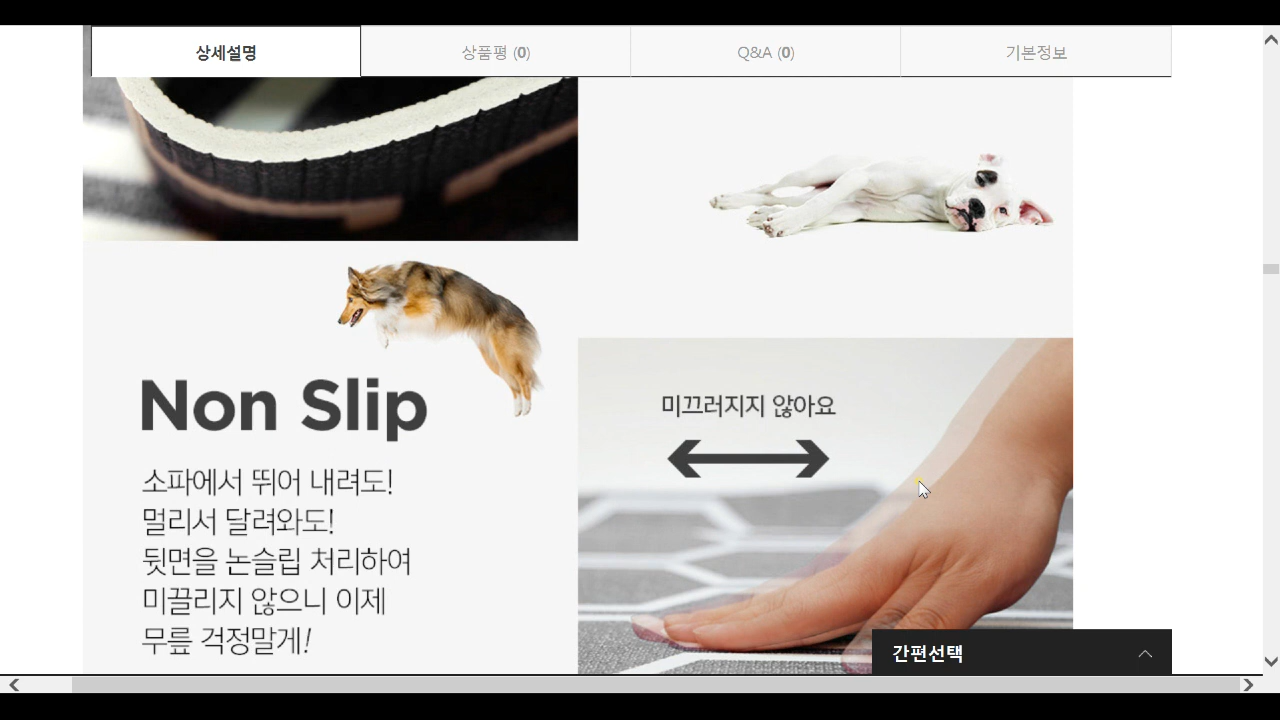 상세설명
상품평 (0)
Q&A (0)
기본정보
Non Slip
소파에서 뛰어 내려도!
멀리서 달려와도!
뒷면을 논슬립 처리하여
미끌리지 않으니 이제
무릎 걱정말게!
미끄러지지 않아요
간편선택